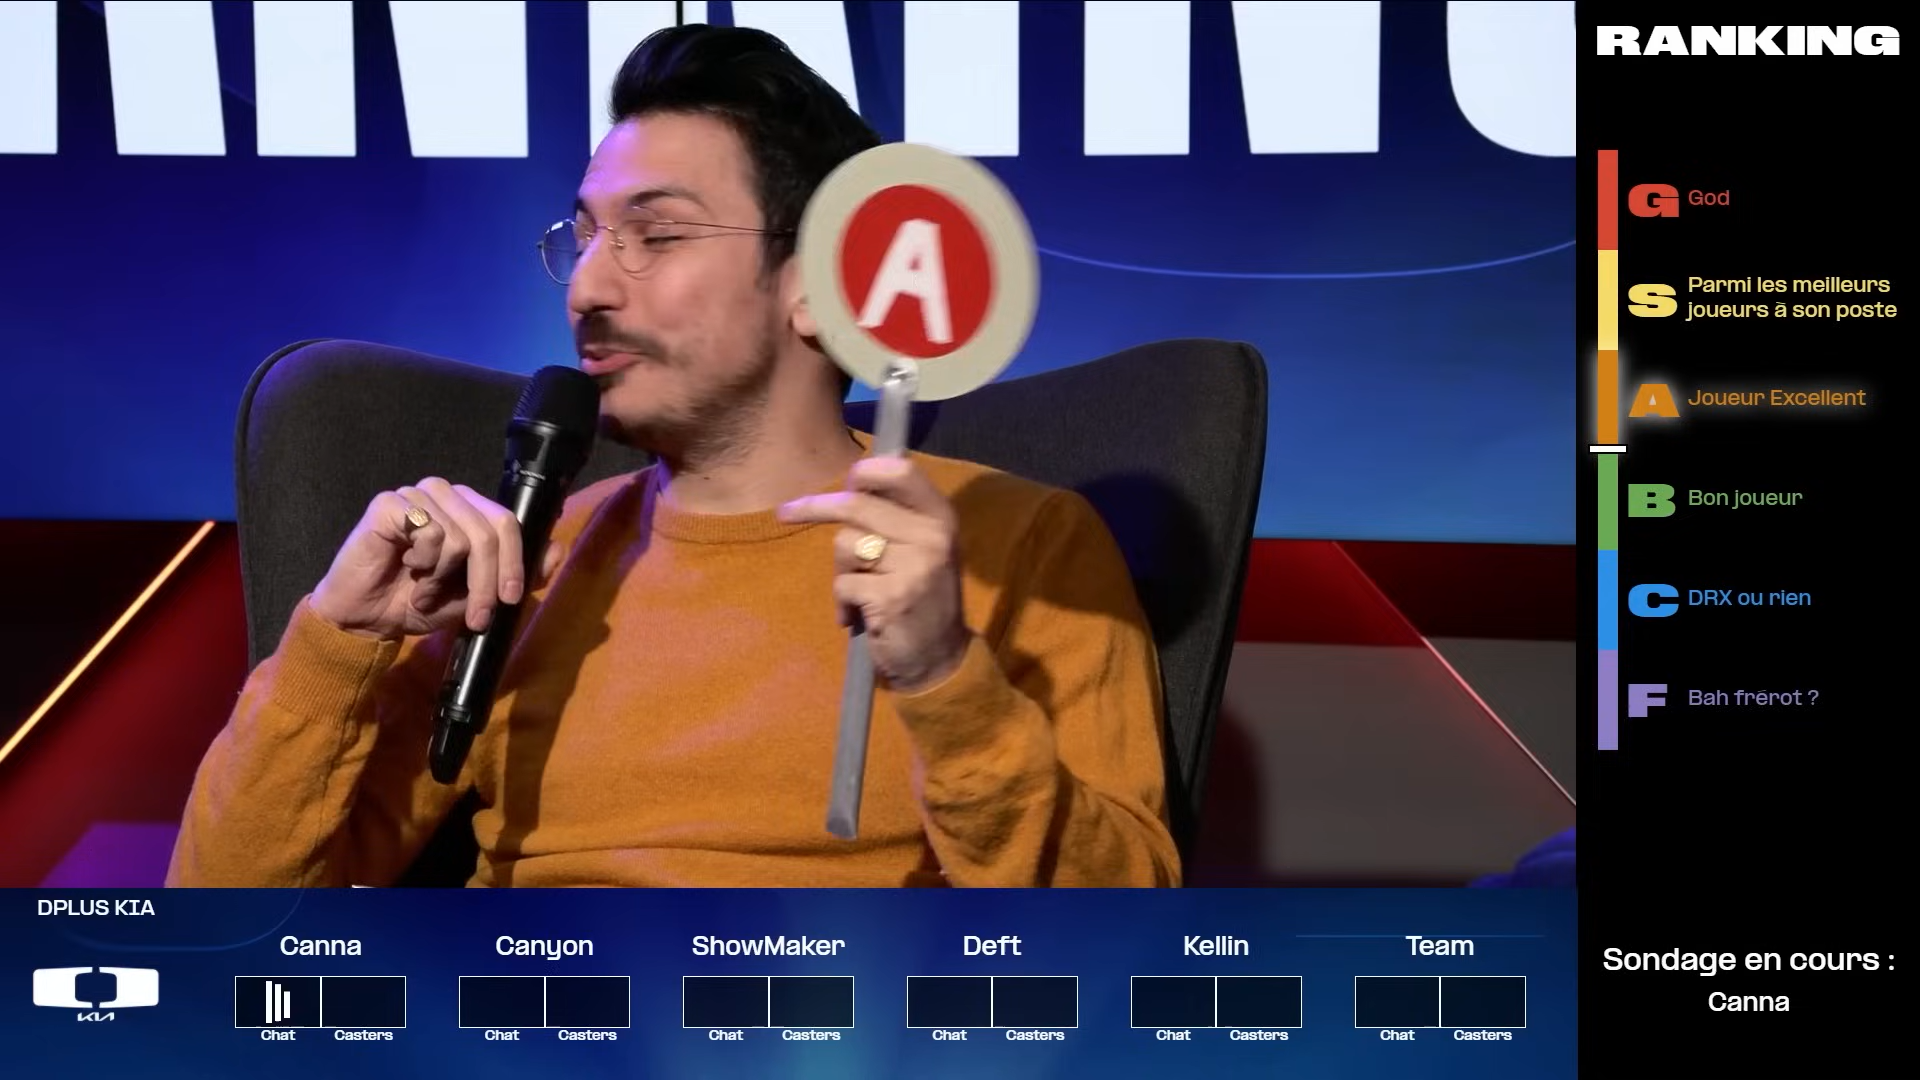 RANKING
G God
S Parmi les meilleurs
joueurs à son poste
A Joueur Excellent
B Bon joueur
C DRX ou rien
F Bah frérot ?
A
DPLUS KIA
KIA
Canna
Chat Casters
Canyon
Chat Casters
ShowMaker
Chat Casters
Deft
Chat Casters
Kellin
Chat Casters
Team
Chat Casters
Sondage en cours :
Canna